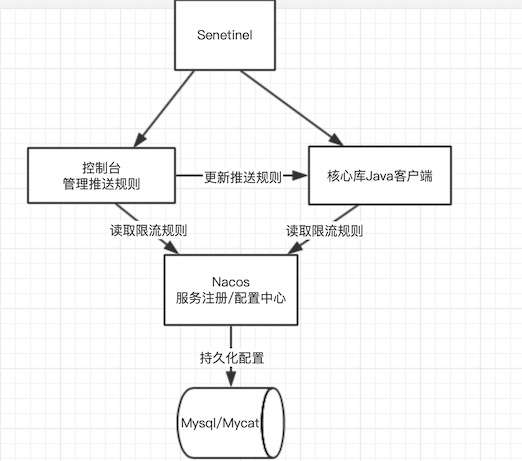 Senetinel
控制台
管理推送规则
更新推送规则
核心库Java客户端
读取限流规则
读取限流规则
Nacos
服务注册/配置中心
持久化配置
Mysql/Mycat